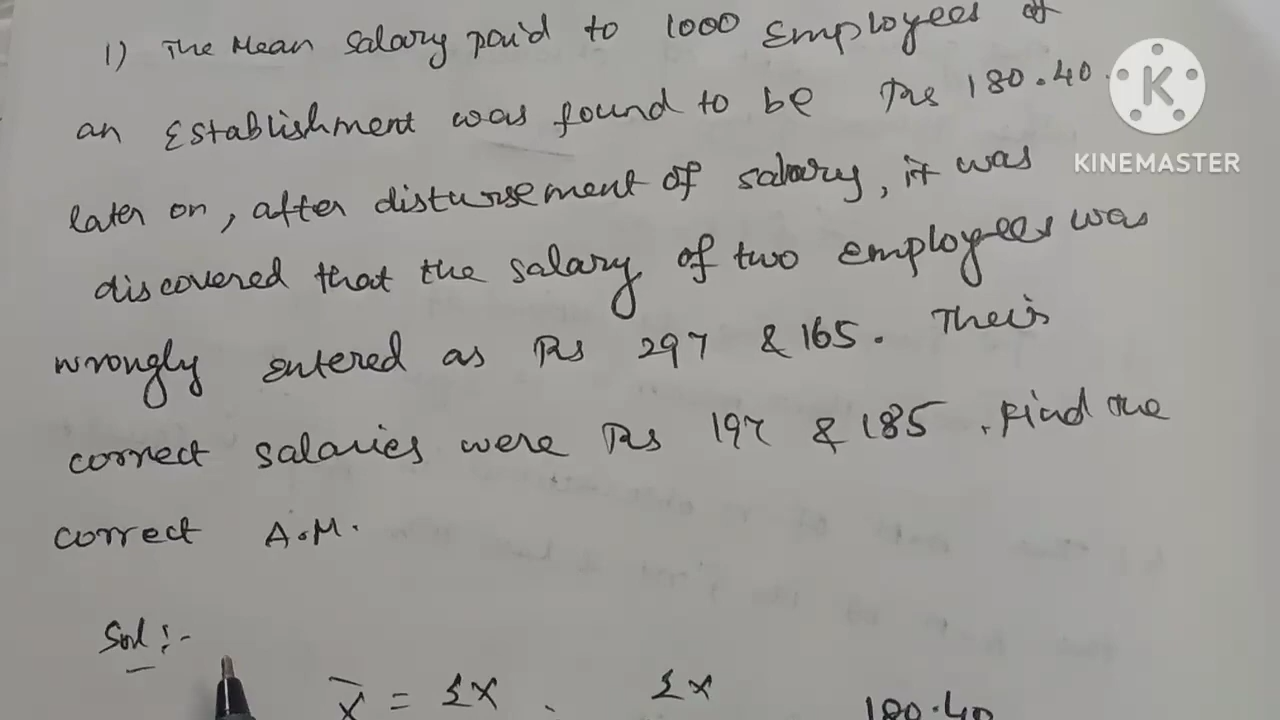 1) The Mean salary paid to 1000 Employees of
an Establishment was found to be Rs 180.40.
K
KINEMASTER
later on, after distursement of salary, it was
discovered that the salary of two employees was
wrongly entered as Rs 297 & 165. Their
correct salaries were Rs 197 & 185. Find the
correct A.M.
Sol :-
X̄ = ΣX . ΣX 180.40